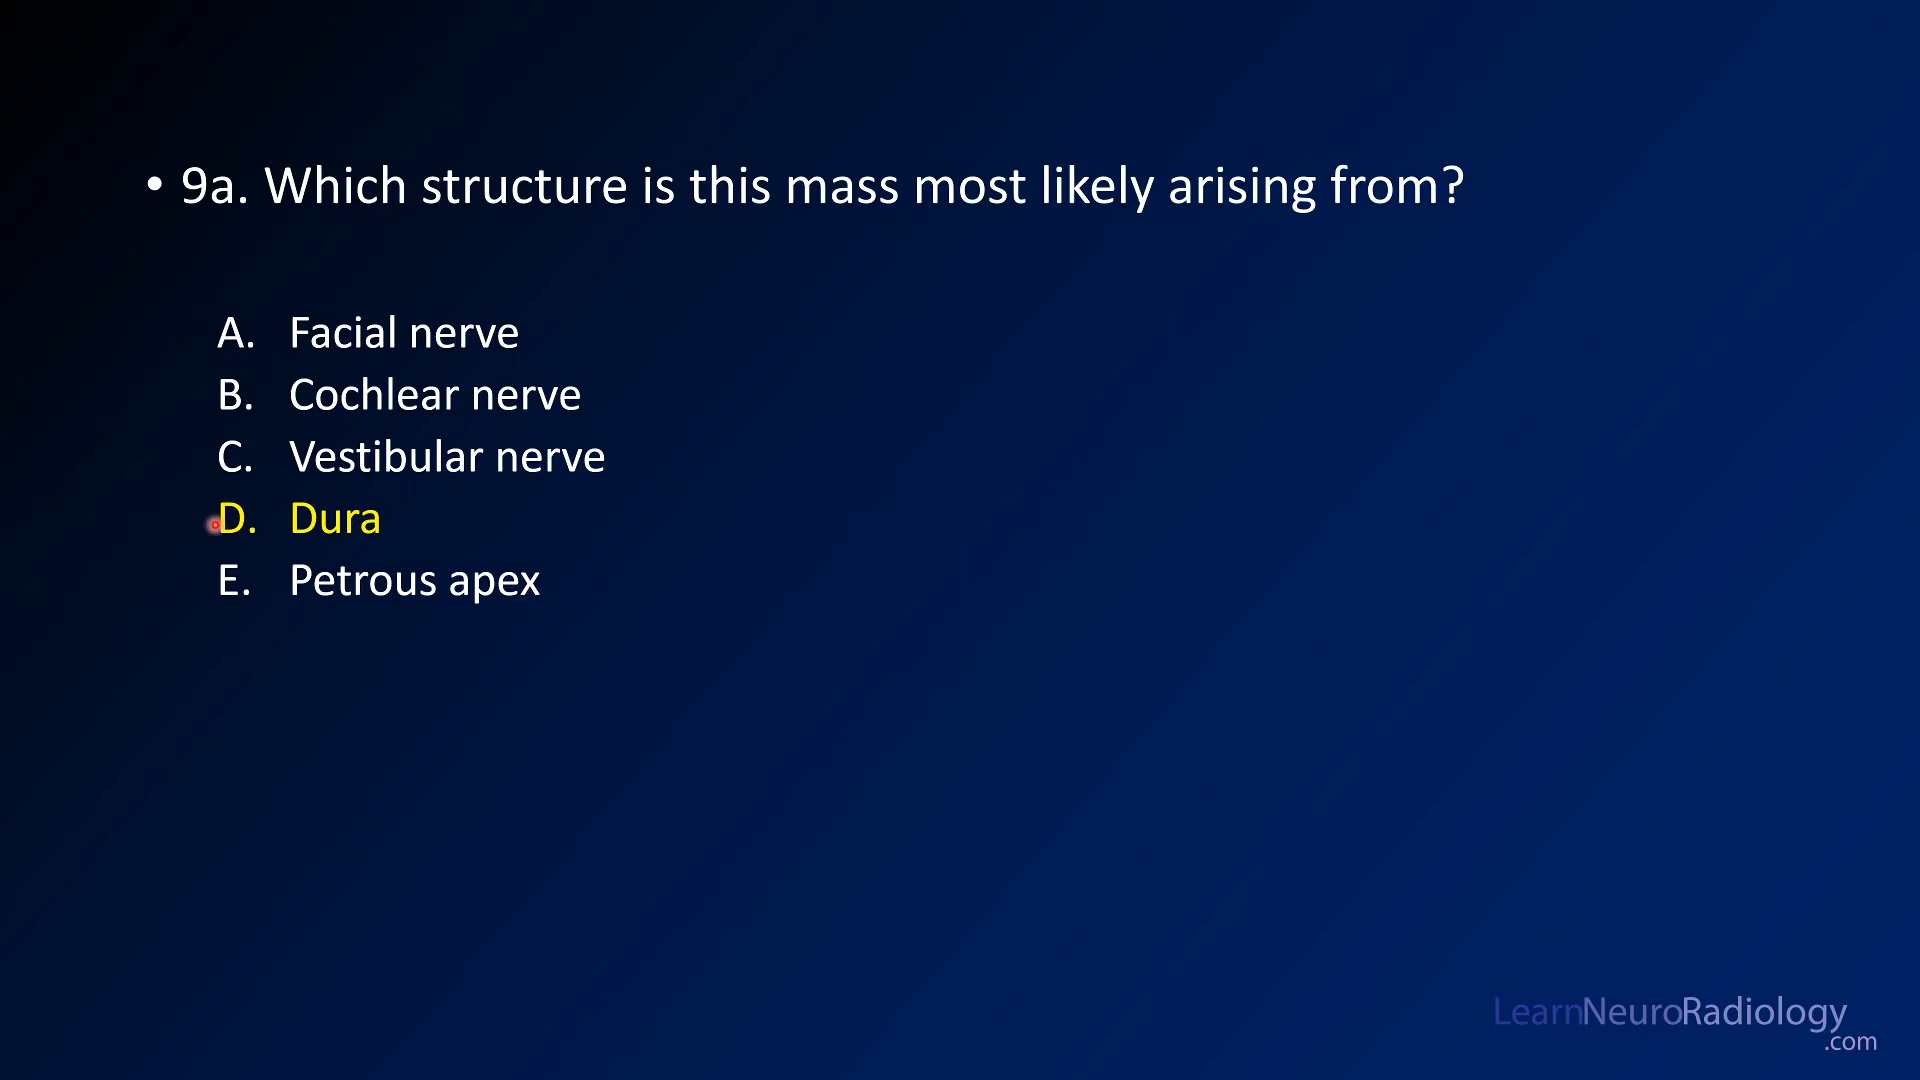 • 9a. Which structure is this mass most likely arising from?
A. Facial nerve
B. Cochlear nerve
C. Vestibular nerve
D. Dura
E. Petrous apex
LearnNeuroRadiology
.com